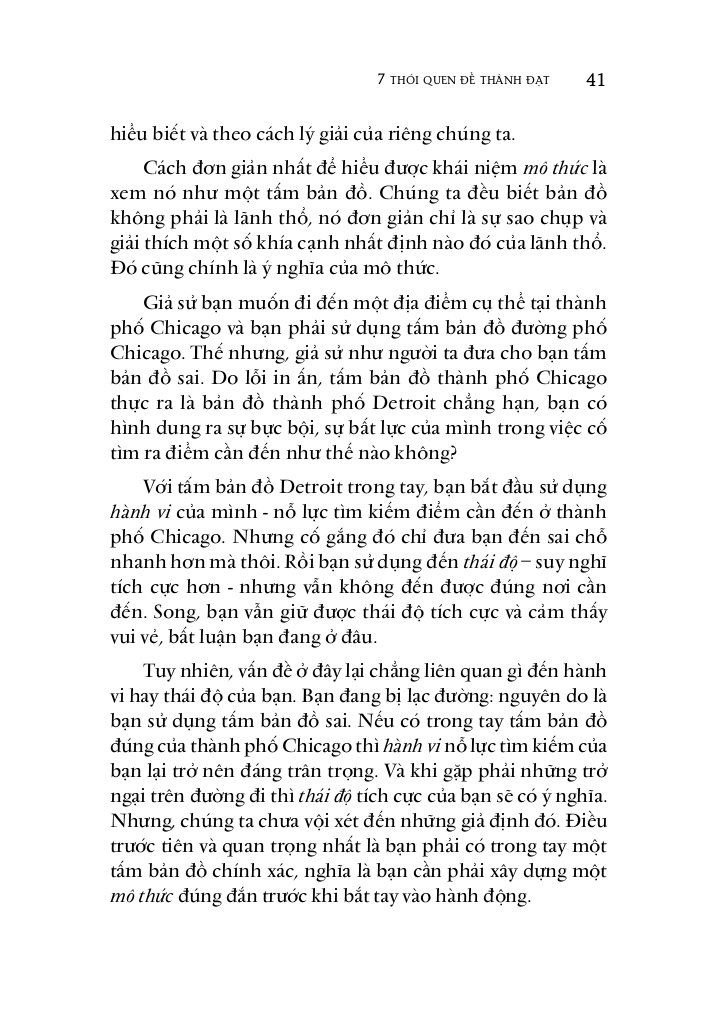 7 THÓI QUEN ĐỂ THÀNH ĐẠT 41
hiểu biết và theo cách lý giải của riêng chúng ta.
Cách đơn giản nhất để hiểu được khái niệm mô thức là
xem nó như một tấm bản đồ. Chúng ta đều biết bản đồ
không phải là lãnh thổ, nó đơn giản chỉ là sự sao chụp và
giải thích một số khía cạnh nhất định nào đó của lãnh thổ.
Đó cũng chính là ý nghĩa của mô thức.
Giả sử bạn muốn đi đến một địa điểm cụ thể tại thành
phố Chicago và bạn phải sử dụng tấm bản đồ đường phố
Chicago. Thế nhưng, giả sử như người ta đưa cho bạn tấm
bản đồ sai. Do lỗi in ấn, tấm bản đồ thành phố Chicago
thực ra là bản đồ thành phố Detroit chẳng hạn, bạn có
hình dung ra sự bực bội, sự bất lực của mình trong việc cố
tìm ra điểm cần đến như thế nào không?
Với tấm bản đồ Detroit trong tay, bạn bắt đầu sử dụng
hành vi của mình - nỗ lực tìm kiếm điểm cần đến ở thành
phố Chicago. Nhưng cố gắng đó chỉ đưa bạn đến sai chỗ
nhanh hơn mà thôi. Rồi bạn sử dụng đến thái độ – suy nghĩ
tích cực hơn - nhưng vẫn không đến được đúng nơi cần
đến. Song, bạn vẫn giữ được thái độ tích cực và cảm thấy
vui vẻ, bất luận bạn đang ở đâu.
Tuy nhiên, vấn đề ở đây lại chẳng liên quan gì đến hành
vi hay thái độ của bạn. Bạn đang bị lạc đường: nguyên do là
bạn sử dụng tấm bản đồ sai. Nếu có trong tay tấm bản đồ
đúng của thành phố Chicago thì hành vi nỗ lực tìm kiếm của
bạn lại trở nên đáng trân trọng. Và khi gặp phải những trở
ngại trên đường đi thì thái độ tích cực của bạn sẽ có ý nghĩa.
Nhưng, chúng ta chưa vội xét đến những giả định đó. Điều
trước tiên và quan trọng nhất là bạn phải có trong tay một
tấm bản đồ chính xác, nghĩa là bạn cần phải xây dựng một
mô thức đúng đắn trước khi bắt tay vào hành động.